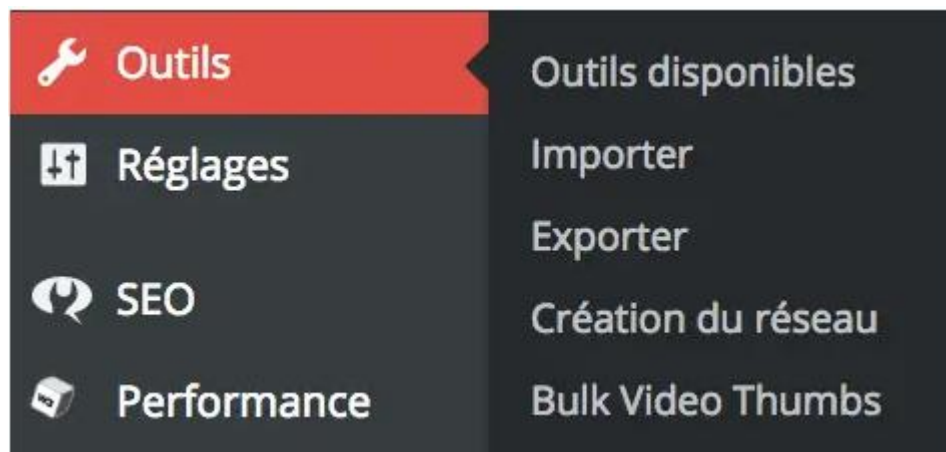 Outils
Réglages
SEO
Performance
Outils disponibles
Importer
Exporter
Création du réseau
Bulk Video Thumbs